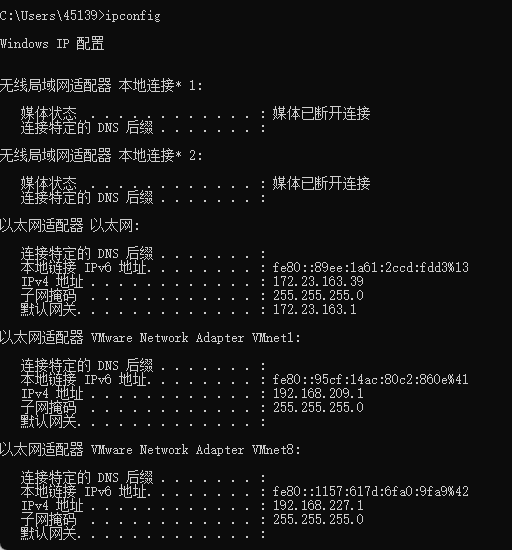 C:\Users\45139>ipconfig
Windows IP 配置
无线局域网适配器 本地连接* 1:
媒体状态 . . . . . . . . . . . . : 媒体已断开连接
连接特定的 DNS 后缀 . . . . . . . :
无线局域网适配器 本地连接* 2:
媒体状态 . . . . . . . . . . . . : 媒体已断开连接
连接特定的 DNS 后缀 . . . . . . . :
以太网适配器 以太网:
连接特定的 DNS 后缀 . . . . . . . :
本地链接 IPv6 地址. . . . . . . . : fe80::89ee:1a61:2ccd:fdd3%13
IPv4 地址 . . . . . . . . . . . . : 172.23.163.39
子网掩码 . . . . . . . . . . . . : 255.255.255.0
默认网关. . . . . . . . . . . . . : 172.23.163.1
以太网适配器 VMware Network Adapter VMnet1:
连接特定的 DNS 后缀 . . . . . . . :
本地链接 IPv6 地址. . . . . . . . : fe80::95cf:14ac:80c2:860e%41
IPv4 地址 . . . . . . . . . . . . : 192.168.209.1
子网掩码 . . . . . . . . . . . . : 255.255.255.0
默认网关. . . . . . . . . . . . . :
以太网适配器 VMware Network Adapter VMnet8:
连接特定的 DNS 后缀 . . . . . . . :
本地链接 IPv6 地址. . . . . . . . : fe80::1157:617d:6fa0:9fa9%42
IPv4 地址 . . . . . . . . . . . . : 192.168.227.1
子网掩码 . . . . . . . . . . . . : 255.255.255.0
默认网关. . . . . . . . . . . . . :